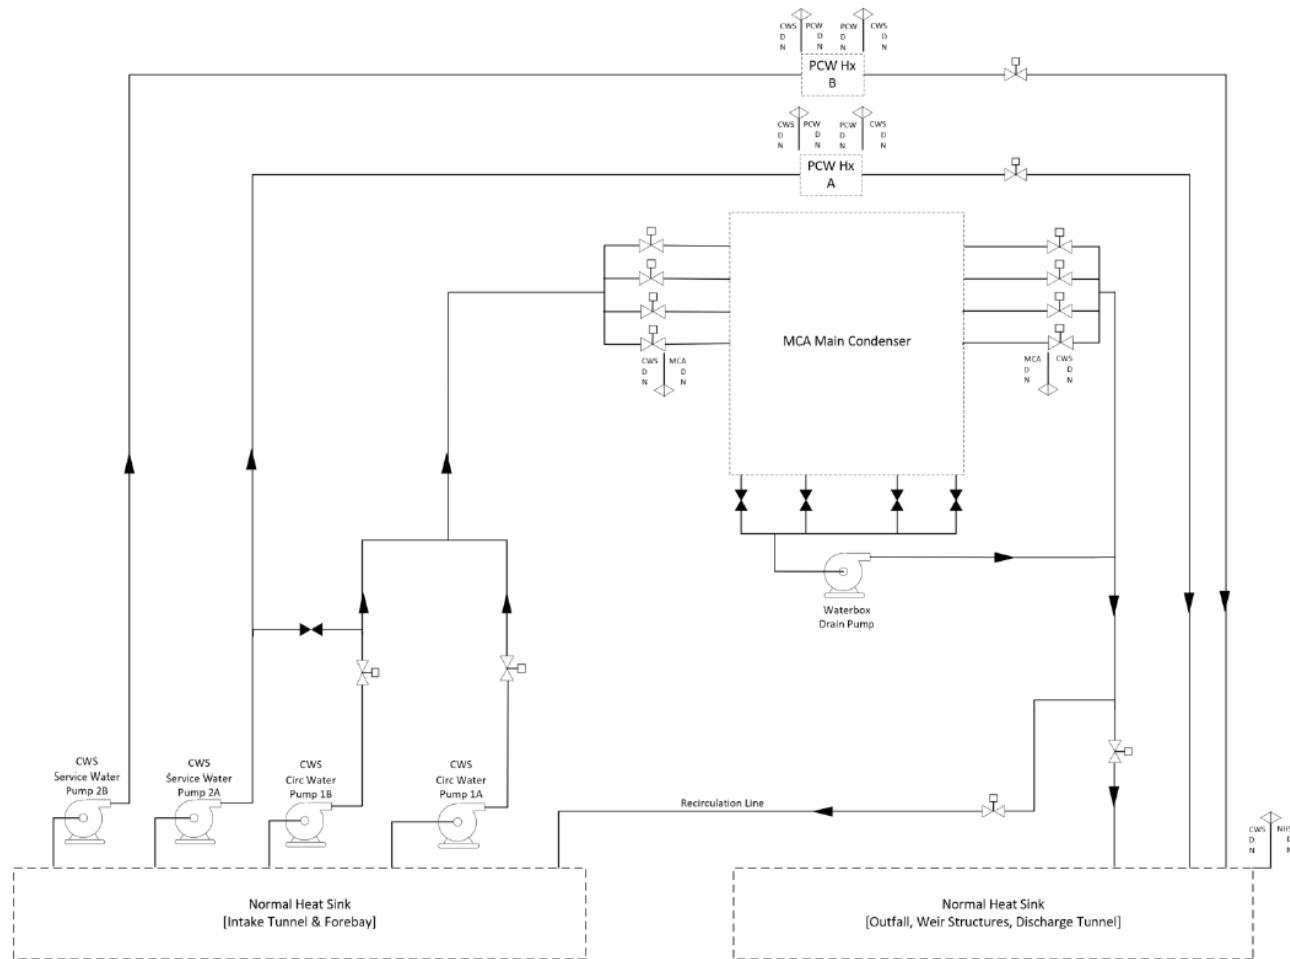 CWS PCW PCW CWS
D D D D
N N N N
PCW Hx
B
CWS PCW PCW CWS
D D D D
N N N N
PCW Hx
A
MCA Main Condenser
CWS MCA
D D
N N
MCA CWS
D D
N N
Waterbox
Drain Pump
CWS
Service Water
Pump 2B
CWS
Service Water
Pump 2A
CWS
Circ Water
Pump 1B
CWS
Circ Water
Pump 1A
Recirculation Line
CWS NHS
D D
N N
Normal Heat Sink
[Intake Tunnel & Forebay]
Normal Heat Sink
[Outfall, Weir Structures, Discharge Tunnel]